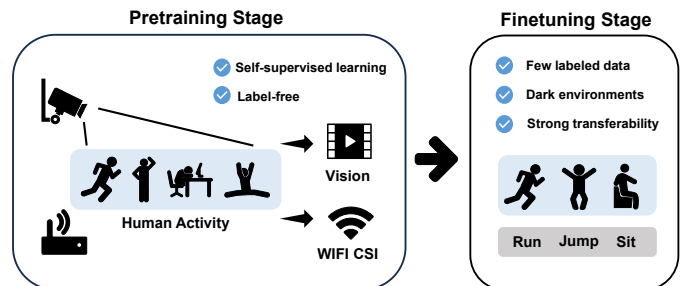 Pretraining Stage
Self-supervised learning
Label-free
Vision
Human Activity
WIFI CSI
Finetuning Stage
Few labeled data
Dark environments
Strong transferability
Run Jump Sit